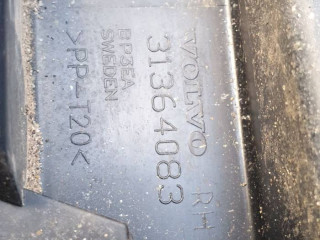 VOLVO RH
31364083
BP3EA
SWEDEN
>PP-T20<